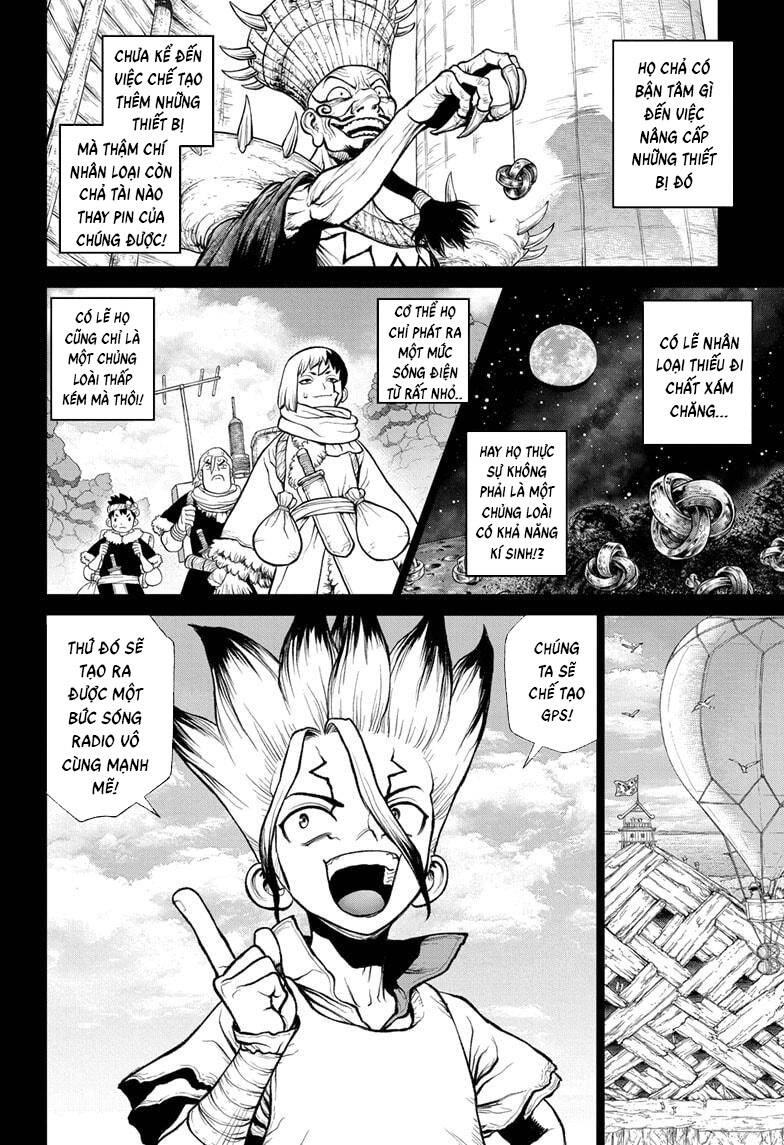 HỌ CHẢ CÓ
BẬN TÂM GÌ
ĐẾN VIỆC
NÂNG CẤP
NHỮNG THIẾT
BỊ ĐÓ
CHƯA KỂ ĐẾN
VIỆC CHẾ TẠO
THÊM NHỮNG
THIẾT BỊ
MÀ THẬM CHÍ
NHÂN LOẠI CÒN
CHẢ TÀI NÀO
THAY PIN CỦA
CHÚNG ĐƯỢC!
CÓ LẼ NHÂN
LOẠI THIẾU ĐI
CHẤT XÁM
CHĂNG...
HAY HỌ THỰC
SỰ KHÔNG
PHẢI LÀ MỘT
CHỦNG LOÀI
CÓ KHẢ NĂNG
KÍ SINH!?
CƠ THỂ HỌ
CHỈ PHÁT RA
MỘT MỨC
SÓNG ĐIỆN
TỪ RẤT NHỎ..
CÓ LẼ HỌ
CŨNG CHỈ LÀ
MỘT CHỦNG
LOÀI THẤP
KÉM MÀ THÔI!
CHÚNG
TA SẼ
CHẾ TẠO
GPS!
THỨ ĐÓ SẼ
TẠO RA
ĐƯỢC MỘT
BỨC SÓNG
RADIO VÔ
CÙNG MẠNH
MẼ!